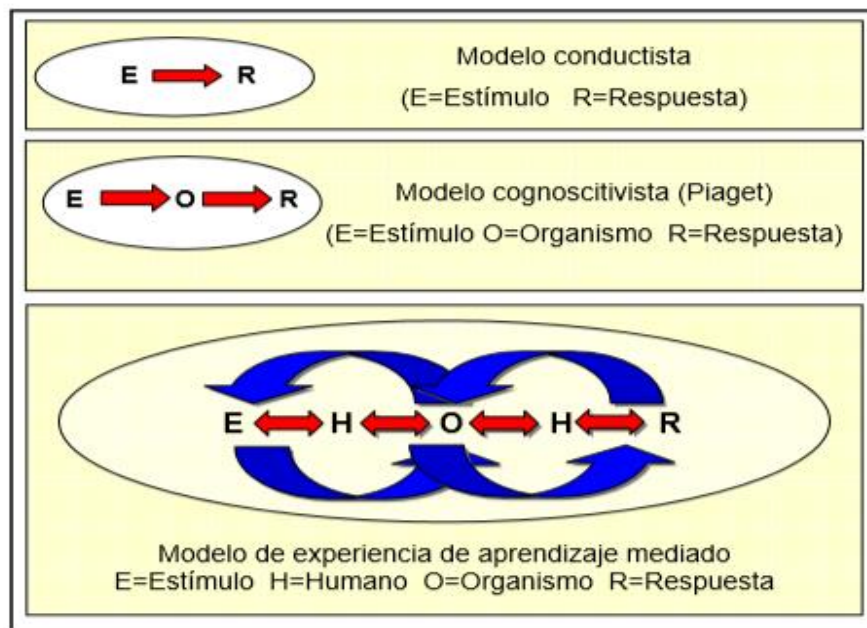 E R
Modelo conductista
(E=Estímulo R=Respuesta)
E O R
Modelo cognoscitivista (Piaget)
(E=Estímulo O=Organismo R=Respuesta)
E H O H R
Modelo de experiencia de aprendizaje mediado
E=Estímulo H=Humano O=Organismo R=Respuesta